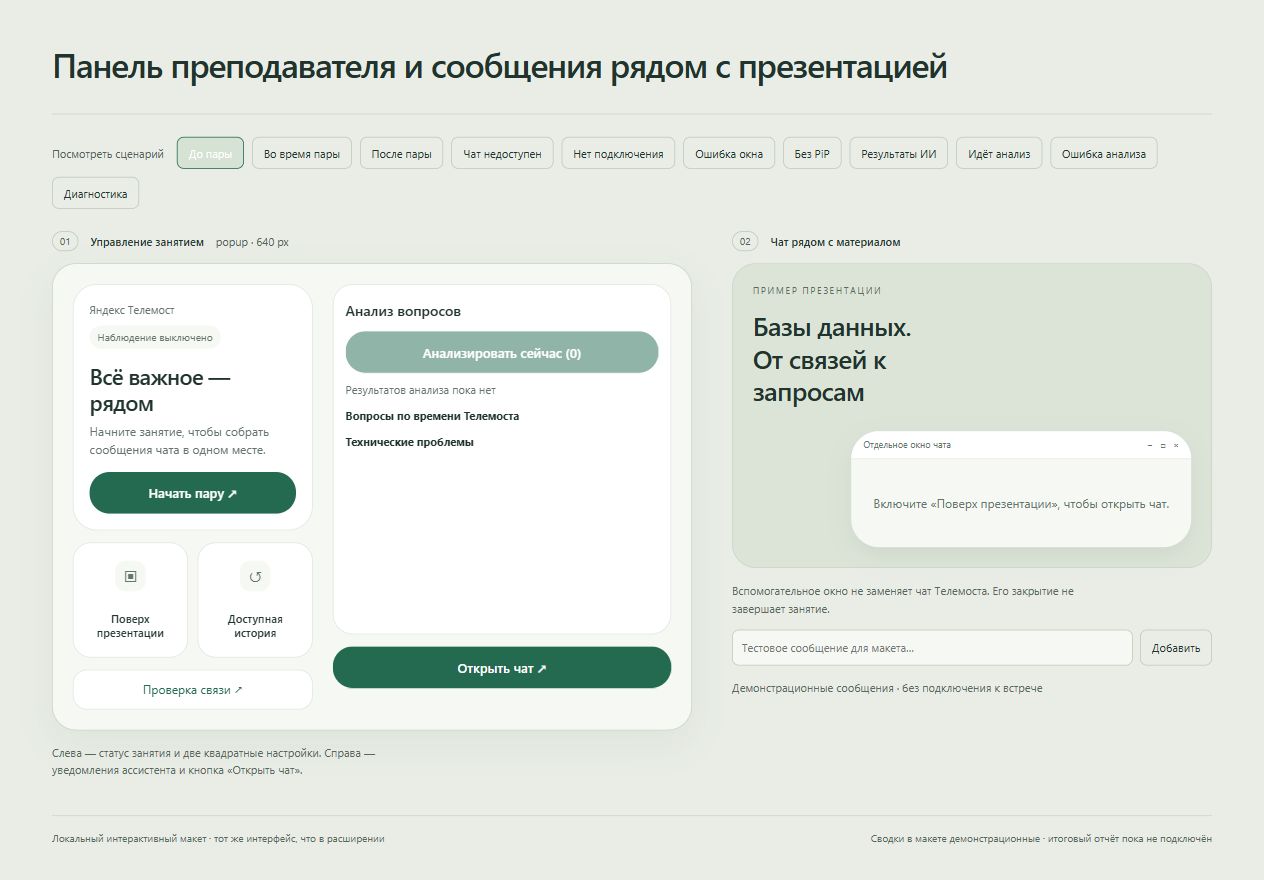 Панель преподавателя и сообщения рядом с презентацией
Посмотреть сценарий
До пары
Во время пары
После пары
Чат недоступен
Нет подключения
Ошибка окна
Без PiP
Результаты ИИ
Идёт анализ
Ошибка анализа
Диагностика
01 Управление занятием popup · 640 px
Яндекс Телемост
Наблюдение выключено
Всё важное —
рядом
Начните занятие, чтобы собрать
сообщения чата в одном месте.
Начать пару ↗
Поверх
презентации
Доступная
история
Проверка связи ↗
Анализ вопросов
Анализировать сейчас (0)
Результатов анализа пока нет
Вопросы по времени Телемоста
Технические проблемы
Открыть чат ↗
Слева — статус занятия и две квадратные настройки. Справа —
уведомления ассистента и кнопка «Открыть чат».
02 Чат рядом с материалом
ПРИМЕР ПРЕЗЕНТАЦИИ
Базы данных.
От связей к
запросам
Отдельное окно чата
Включите «Поверх презентации», чтобы открыть чат.
Вспомогательное окно не заменяет чат Телемоста. Его закрытие не
завершает занятие.
Тестовое сообщение для макета...
Добавить
Демонстрационные сообщения · без подключения к встрече
Локальный интерактивный макет · тот же интерфейс, что в расширении
Сводки в макете демонстрационные · итоговый отчёт пока не подключён